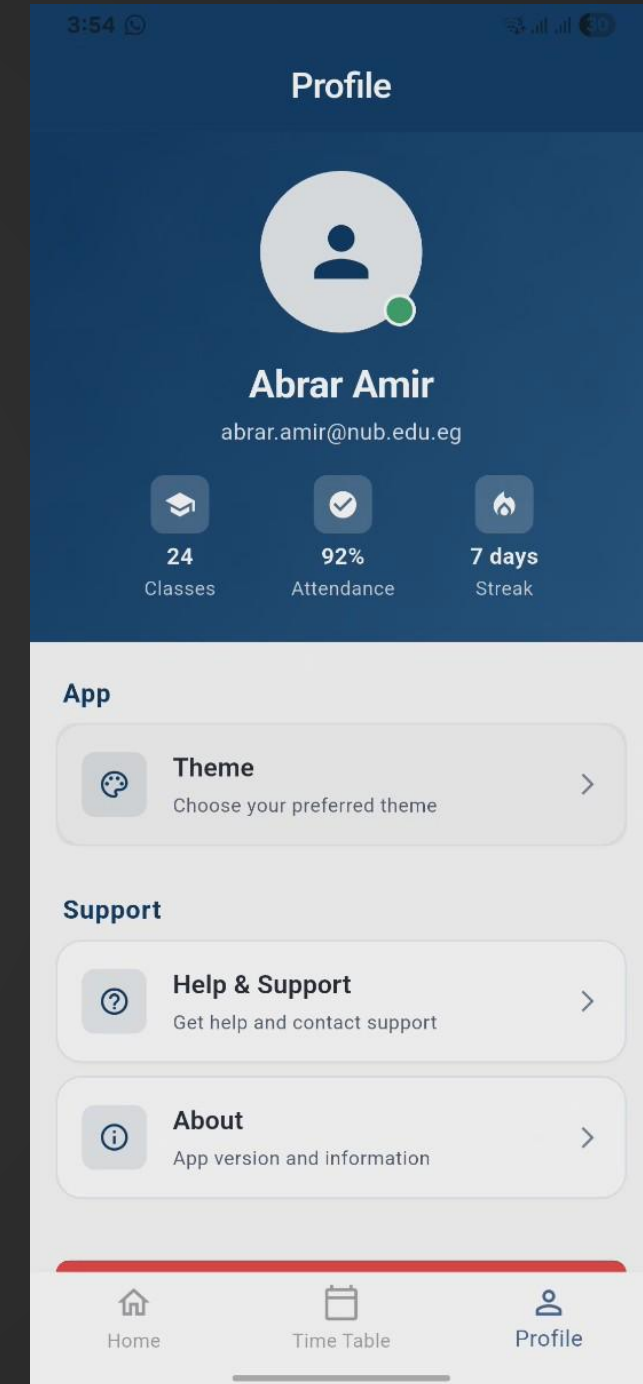 3:54
30
Profile
Abrar Amir
abrar.amir@nub.edu.eg
24 92% 7 days
Classes Attendance Streak
App
Theme
Choose your preferred theme
Support
Help & Support
Get help and contact support
About
App version and information
Home Time Table Profile